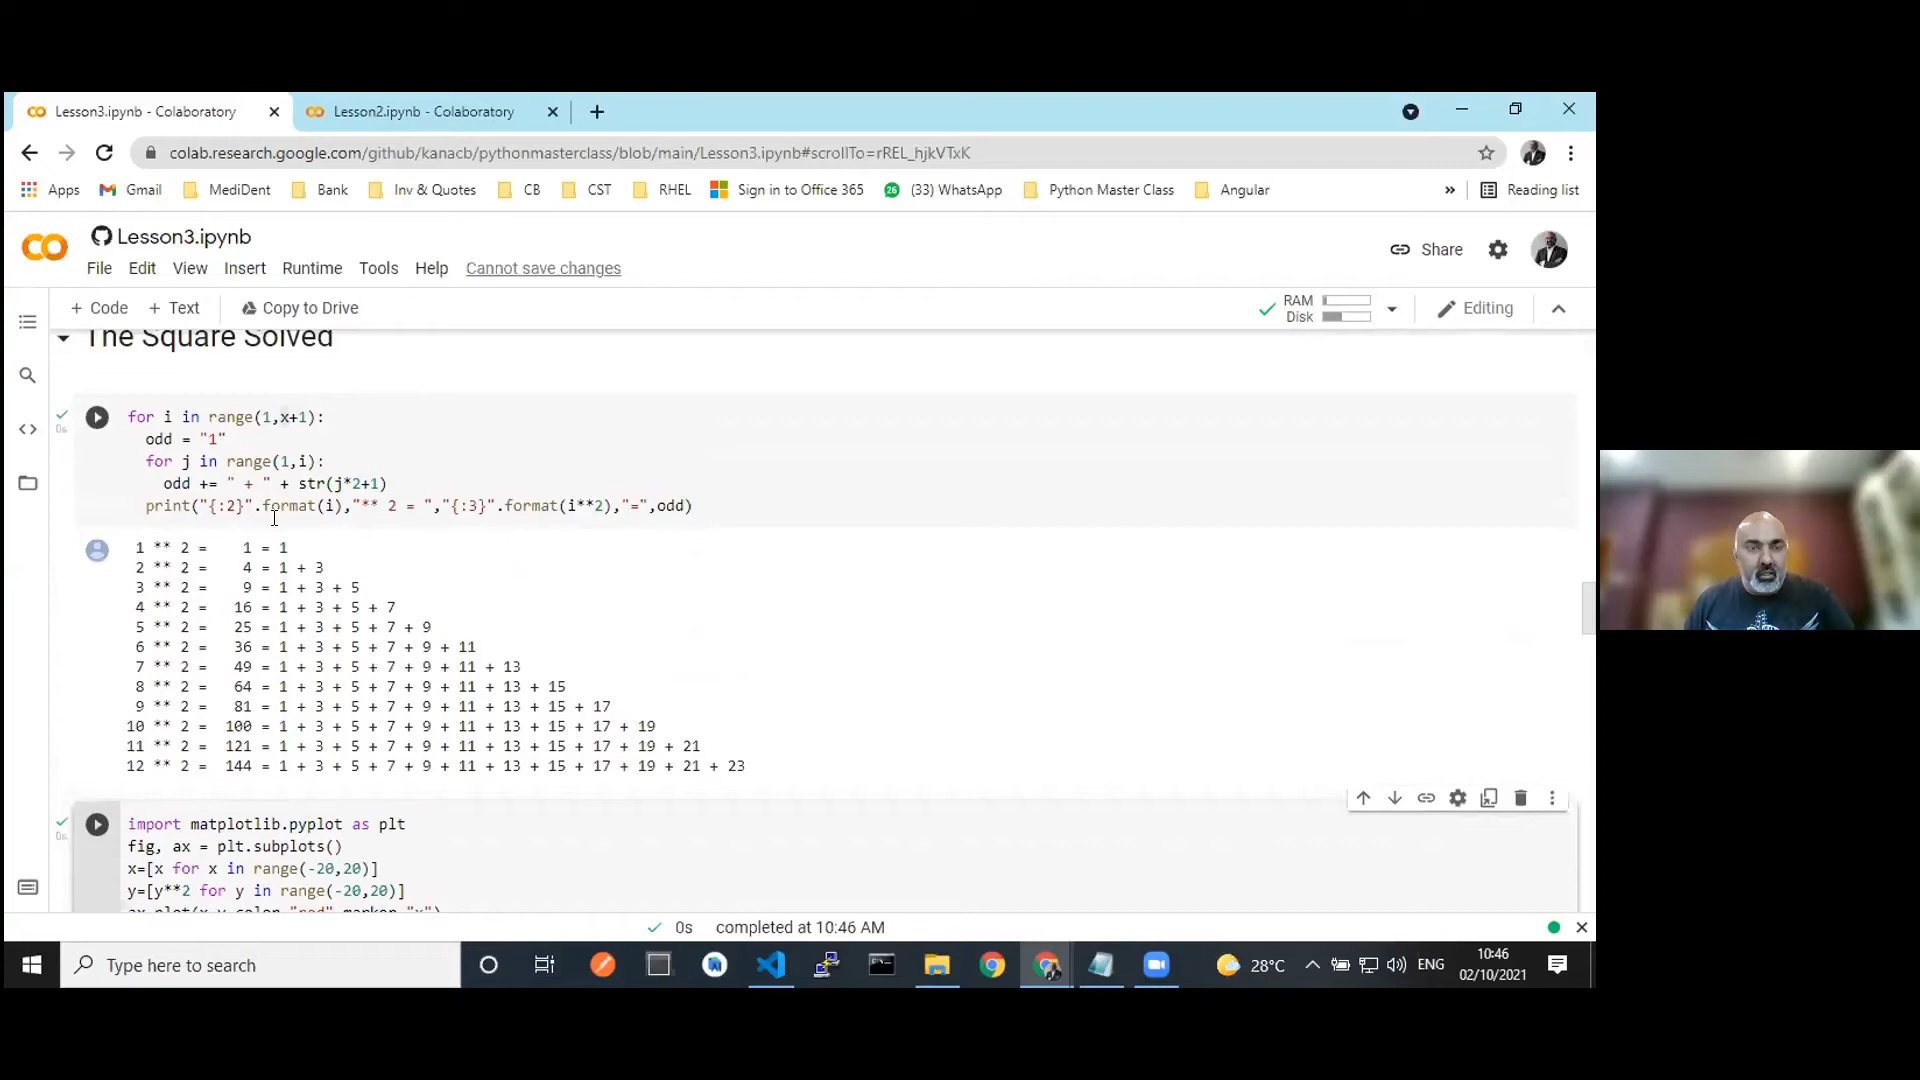 Lesson3.ipynb - Colaboratory
Lesson2.ipynb - Colaboratory
colab.research.google.com/github/kanacb/pythonmasterclass/blob/main/Lesson3.ipynb#scrollTo=rREL_hjkVTxK
Apps Gmail MediDent Bank Inv & Quotes CB CST RHEL Sign in to Office 365 (33) WhatsApp Python Master Class Angular » Reading list
Lesson3.ipynb
Share
File Edit View Insert Runtime Tools Help Cannot save changes
+ Code + Text Copy to Drive
RAM
Disk
Editing
The Square Solved
for i in range(1,x+1):
  odd = "1"
  for j in range(1,i):
    odd += " + " + str(j*2+1)
  print("{:2}".format(i),"** 2 = ","{:3}".format(i**2),"=",odd)
 1 ** 2 =    1 = 1
 2 ** 2 =    4 = 1 + 3
 3 ** 2 =    9 = 1 + 3 + 5
 4 ** 2 =   16 = 1 + 3 + 5 + 7
 5 ** 2 =   25 = 1 + 3 + 5 + 7 + 9
 6 ** 2 =   36 = 1 + 3 + 5 + 7 + 9 + 11
 7 ** 2 =   49 = 1 + 3 + 5 + 7 + 9 + 11 + 13
 8 ** 2 =   64 = 1 + 3 + 5 + 7 + 9 + 11 + 13 + 15
 9 ** 2 =   81 = 1 + 3 + 5 + 7 + 9 + 11 + 13 + 15 + 17
10 ** 2 =  100 = 1 + 3 + 5 + 7 + 9 + 11 + 13 + 15 + 17 + 19
11 ** 2 =  121 = 1 + 3 + 5 + 7 + 9 + 11 + 13 + 15 + 17 + 19 + 21
12 ** 2 =  144 = 1 + 3 + 5 + 7 + 9 + 11 + 13 + 15 + 17 + 19 + 21 + 23
import matplotlib.pyplot as plt
fig, ax = plt.subplots()
x=[x for x in range(-20,20)]
y=[y**2 for y in range(-20,20)]
0s completed at 10:46 AM
Type here to search
28°C
ENG
10:46
02/10/2021